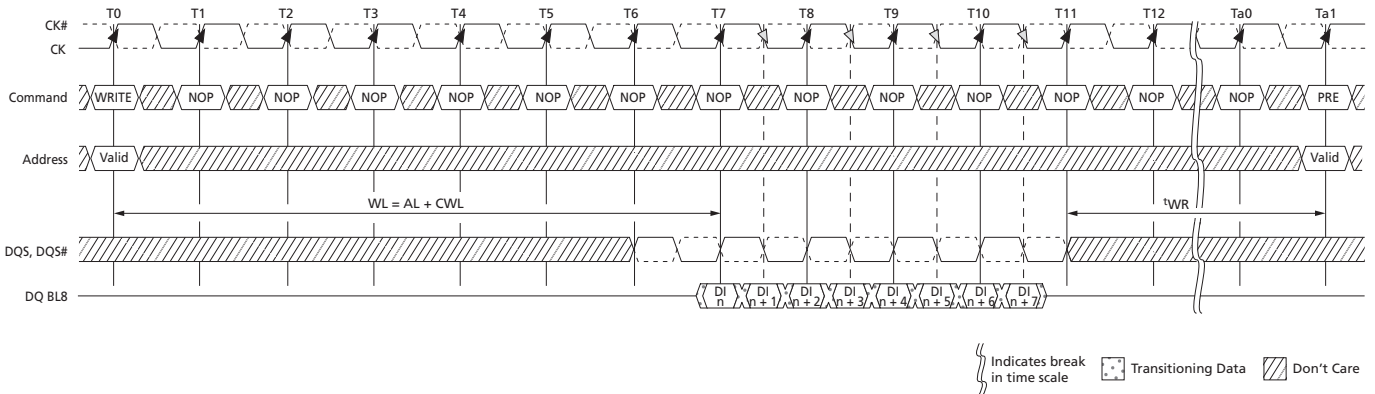 T0 T1 T2 T3 T4 T5 T6 T7 T8 T9 T10 T11 T12 Ta0 Ta1
CK#
CK
Command WRITE NOP NOP NOP NOP NOP NOP NOP NOP NOP NOP NOP NOP NOP PRE
Address Valid Valid
WL = AL + CWL tWR
DQS, DQS#
DQ BL8 DI n DI n + 1 DI n + 2 DI n + 3 DI n + 4 DI n + 5 DI n + 6 DI n + 7
Indicates break
in time scale
Transitioning Data
Don't Care